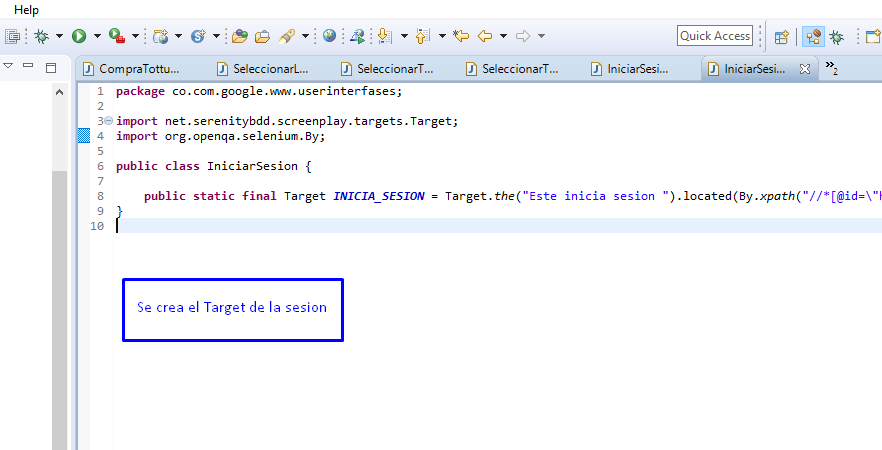 Help
Quick Access
CompraTottu...
SeleccionarL...
SeleccionarT...
SeleccionarT...
IniciarSesi...
IniciarSesi...
»2
1 package co.com.google.www.userinterfases;
2
3 import net.serenitybdd.screenplay.targets.Target;
4 import org.openqa.selenium.By;
5
6 public class IniciarSesion {
7
8 public static final Target INICIA_SESION = Target.the("Este inicia sesion ").located(By.xpath("//*[@id=\"
9 }
10
Se crea el Target de la sesion